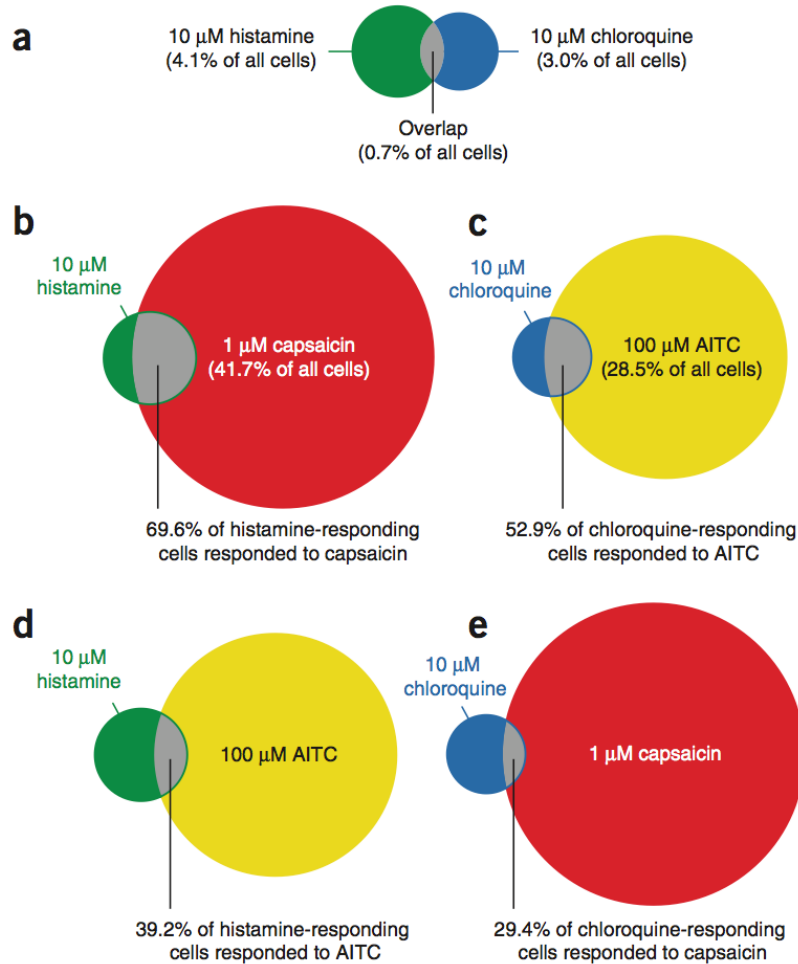 a
10 μM histamine
(4.1% of all cells)
10 μM chloroquine
(3.0% of all cells)
Overlap
(0.7% of all cells)
b
10 μM
histamine
1 μM capsaicin
(41.7% of all cells)
69.6% of histamine-responding
cells responded to capsaicin
c
10 μM
chloroquine
100 μM AITC
(28.5% of all cells)
52.9% of chloroquine-responding
cells responded to AITC
d
10 μM
histamine
100 μM AITC
39.2% of histamine-responding
cells responded to AITC
e
10 μM
chloroquine
1 μM capsaicin
29.4% of chloroquine-responding
cells responded to capsaicin